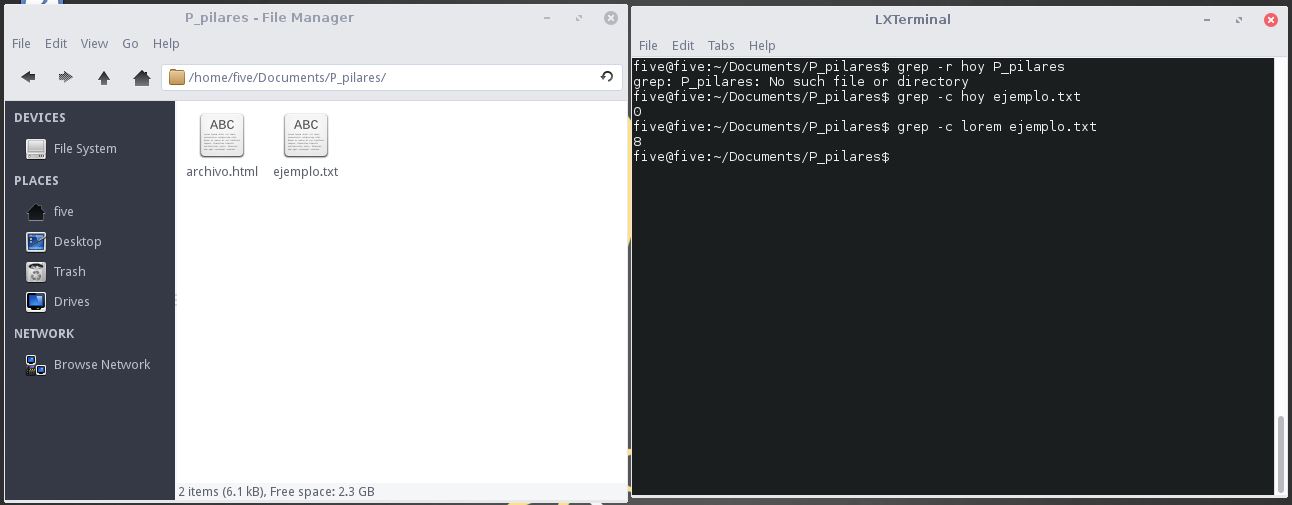 P_pilares - File Manager
File Edit View Go Help
/home/five/Documents/P_pilares/
DEVICES
File System
PLACES
five
Desktop
Trash
Drives
NETWORK
Browse Network
ABC
archivo.html
ABC
ejemplo.txt
2 items (6.1 kB), Free space: 2.3 GB
LXTerminal
File Edit Tabs Help
five@five:~/Documents/P_pilares$ grep -r hoy P_pilares
grep: P_pilares: No such file or directory
five@five:~/Documents/P_pilares$ grep -c hoy ejemplo.txt
0
five@five:~/Documents/P_pilares$ grep -c lorem ejemplo.txt
8
five@five:~/Documents/P_pilares$